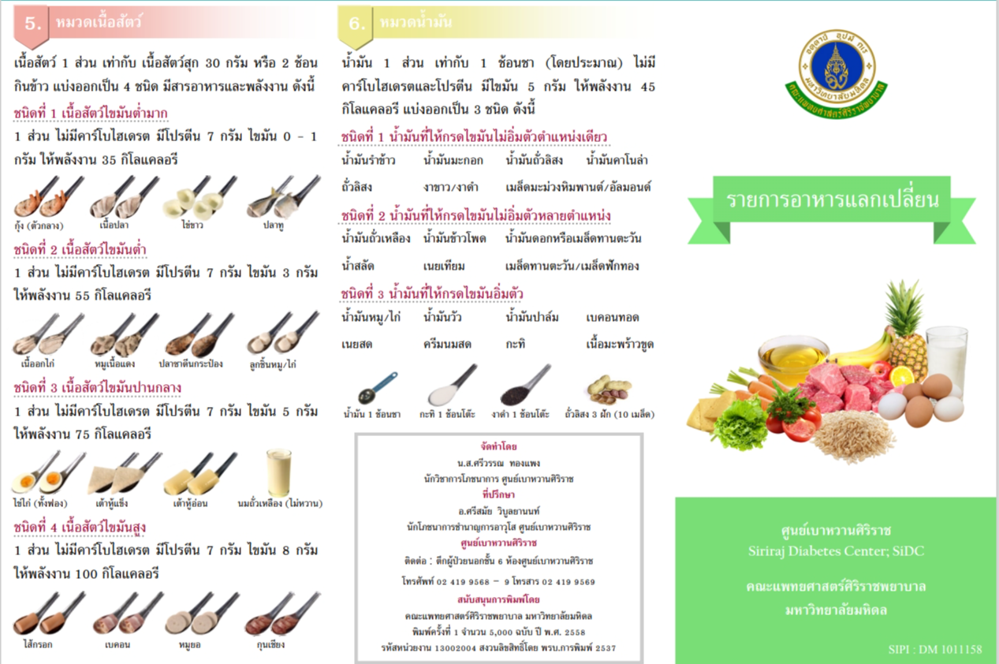 5. หมวดเนื้อสัตว์
เนื้อสัตว์ 1 ส่วน เท่ากับ เนื้อสัตว์สุก 30 กรัม หรือ 2 ช้อน
กินข้าว แบ่งออกเป็น 4 ชนิด มีสารอาหารและพลังงาน ดังนี้
ชนิดที่ 1 เนื้อสัตว์ไขมันต่ำมาก
1 ส่วน ไม่มีคาร์โบไฮเดรต มีโปรตีน 7 กรัม ไขมัน 0 - 1
กรัม ให้พลังงาน 35 กิโลแคลอรี
กุ้ง (ตัวกลาง) เนื้อปลา ไข่ขาว ปลาทู
ชนิดที่ 2 เนื้อสัตว์ไขมันต่ำ
1 ส่วน ไม่มีคาร์โบไฮเดรต มีโปรตีน 7 กรัม ไขมัน 3 กรัม
ให้พลังงาน 55 กิโลแคลอรี
เนื้ออกไก่ หมูเนื้อแดง ปลาซาดีนกระป๋อง ลูกชิ้นหมู/ไก่
ชนิดที่ 3 เนื้อสัตว์ไขมันปานกลาง
1 ส่วน ไม่มีคาร์โบไฮเดรต มีโปรตีน 7 กรัม ไขมัน 5 กรัม
ให้พลังงาน 75 กิโลแคลอรี
ไข่ไก่ (ทั้งฟอง) เต้าหู้แข็ง เต้าหู้อ่อน นมถั่วเหลือง (ไม่หวาน)
ชนิดที่ 4 เนื้อสัตว์ไขมันสูง
1 ส่วน ไม่มีคาร์โบไฮเดรต มีโปรตีน 7 กรัม ไขมัน 8 กรัม
ให้พลังงาน 100 กิโลแคลอรี
ไส้กรอก เบคอน หมูยอ กุนเชียง
6. หมวดน้ำมัน
น้ำมัน 1 ส่วน เท่ากับ 1 ช้อนชา (โดยประมาณ) ไม่มี
คาร์โบไฮเดรตและโปรตีน มีไขมัน 5 กรัม ให้พลังงาน 45
กิโลแคลอรี แบ่งออกเป็น 3 ชนิด ดังนี้
ชนิดที่ 1 น้ำมันที่ให้กรดไขมันไม่อิ่มตัวตำแหน่งเดียว
น้ำมันรำข้าว น้ำมันมะกอก น้ำมันถั่วลิสง น้ำมันคาโนล่า
ถั่วลิสง งาขาว/งาดำ เมล็ดมะม่วงหิมพานต์/อัลมอนด์
ชนิดที่ 2 น้ำมันที่ให้กรดไขมันไม่อิ่มตัวหลายตำแหน่ง
น้ำมันถั่วเหลือง น้ำมันข้าวโพด น้ำมันดอกหรือเมล็ดทานตะวัน
น้ำสลัด เนยเทียม เมล็ดทานตะวัน/เมล็ดฟักทอง
ชนิดที่ 3 น้ำมันที่ให้กรดไขมันอิ่มตัว
น้ำมันหมู/ไก่ น้ำมันวัว น้ำมันปาล์ม เบคอนทอด
เนยสด ครีมนมสด กะทิ เนื้อมะพร้าวขูด
น้ำมัน 1 ช้อนชา กะทิ 1 ช้อนโต๊ะ งาดำ 1 ช้อนโต๊ะ ถั่วลิสง 3 ฝัก (10 เมล็ด)
จัดทำโดย
น.ส.ศรีวรรณ ทองแพง
นักวิชาการโภชนาการ ศูนย์เบาหวานศิริราช
ที่ปรึกษา
อ.ศรีสมัย วิบูลยานนท์
นักโภชนาการชำนาญการอาวุโส ศูนย์เบาหวานศิริราช
ศูนย์เบาหวานศิริราช
ติดต่อ : ตึกผู้ป่วยนอกชั้น 6 ห้องศูนย์เบาหวานศิริราช
โทรศัพท์ 02 419 9568 - 9 โทรสาร 02 419 9569
สนับสนุนการพิมพ์โดย
คณะแพทยศาสตร์ศิริราชพยาบาล มหาวิทยาลัยมหิดล
พิมพ์ครั้งที่ 1 จำนวน 5,000 ฉบับ ปี พ.ศ. 2558
รหัสหน่วยงาน 13002004 สงวนลิขสิทธิ์โดย พรบ.การพิมพ์ 2537
อตฺตานํ อุปมํ กเร
มหาวิทยาลัยมหิดล
คณะแพทยศาสตร์ศิริราชพยาบาล
รายการอาหารแลกเปลี่ยน
ศูนย์เบาหวานศิริราช
Siriraj Diabetes Center; SiDC
คณะแพทยศาสตร์ศิริราชพยาบาล
มหาวิทยาลัยมหิดล
SIPI : DM 1011158